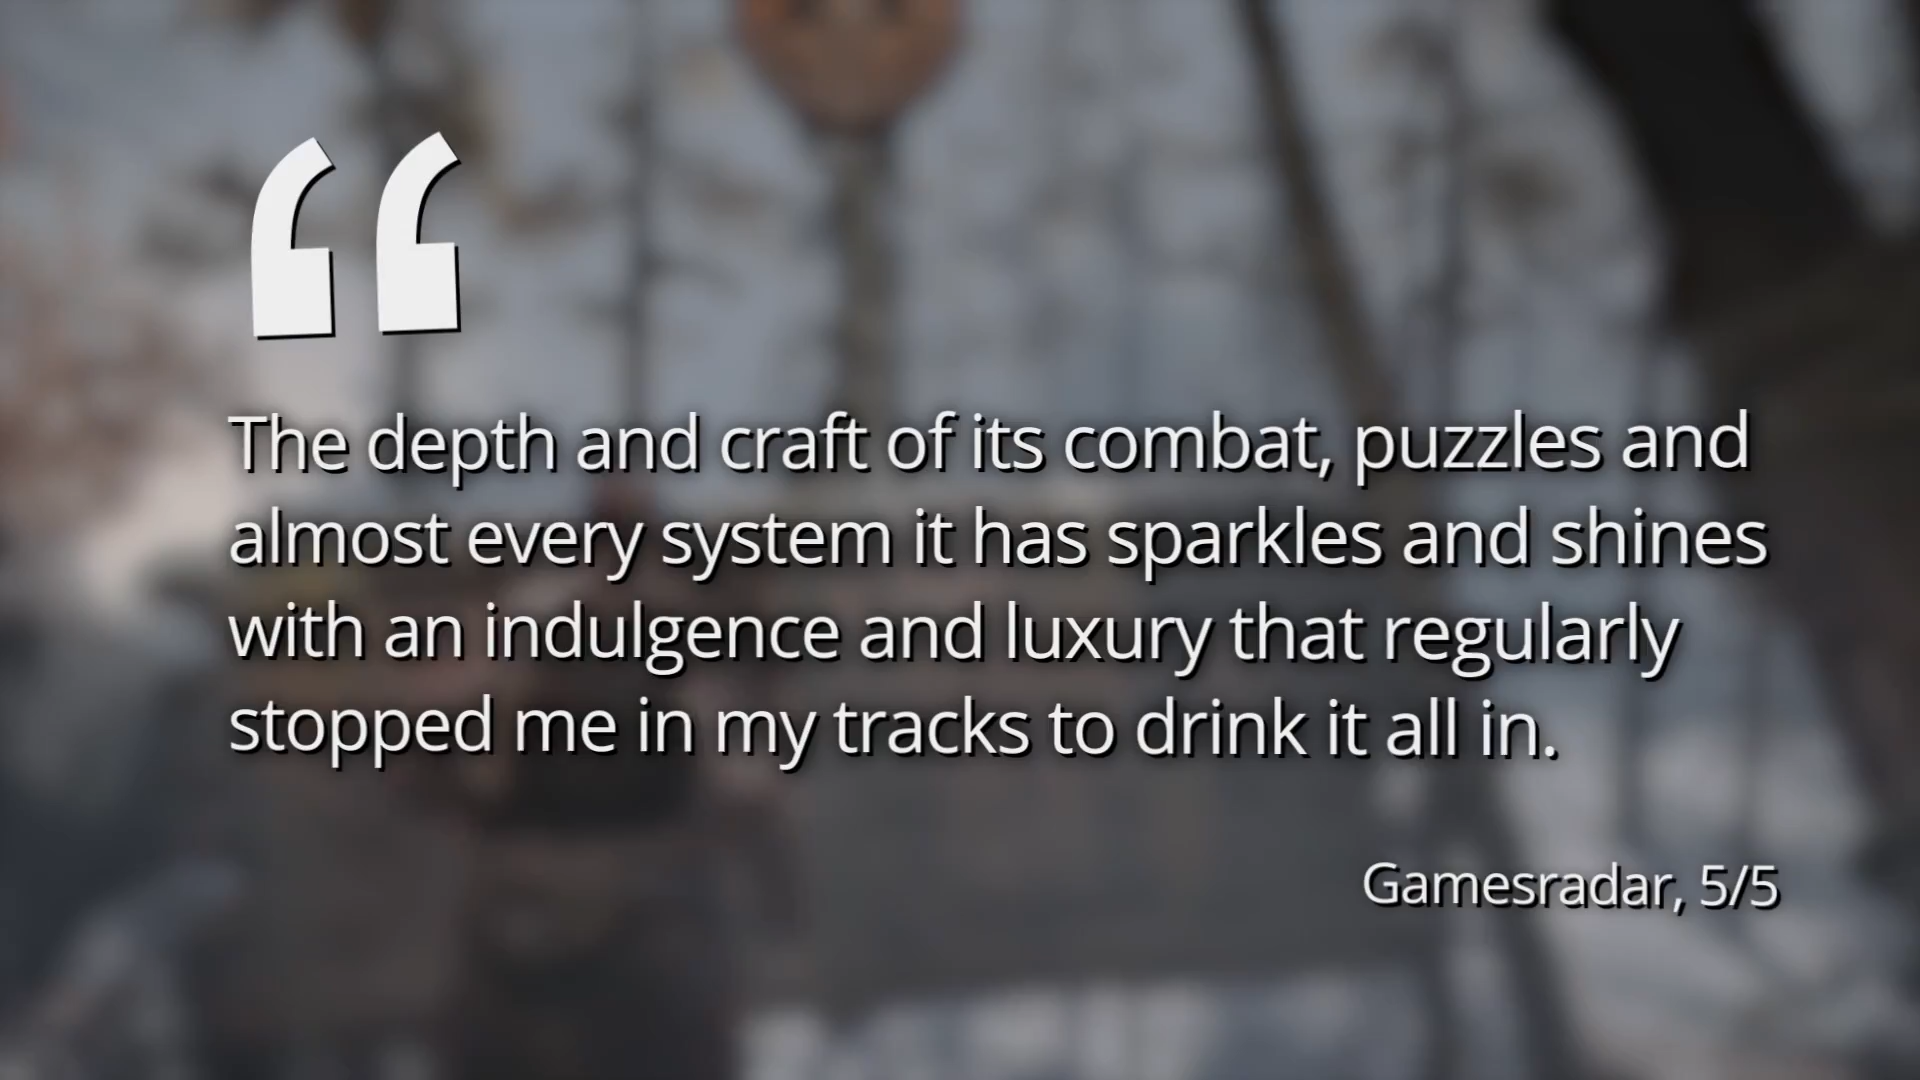 “
The depth and craft of its combat, puzzles and
almost every system it has sparkles and shines
with an indulgence and luxury that regularly
stopped me in my tracks to drink it all in.
Gamesradar, 5/5